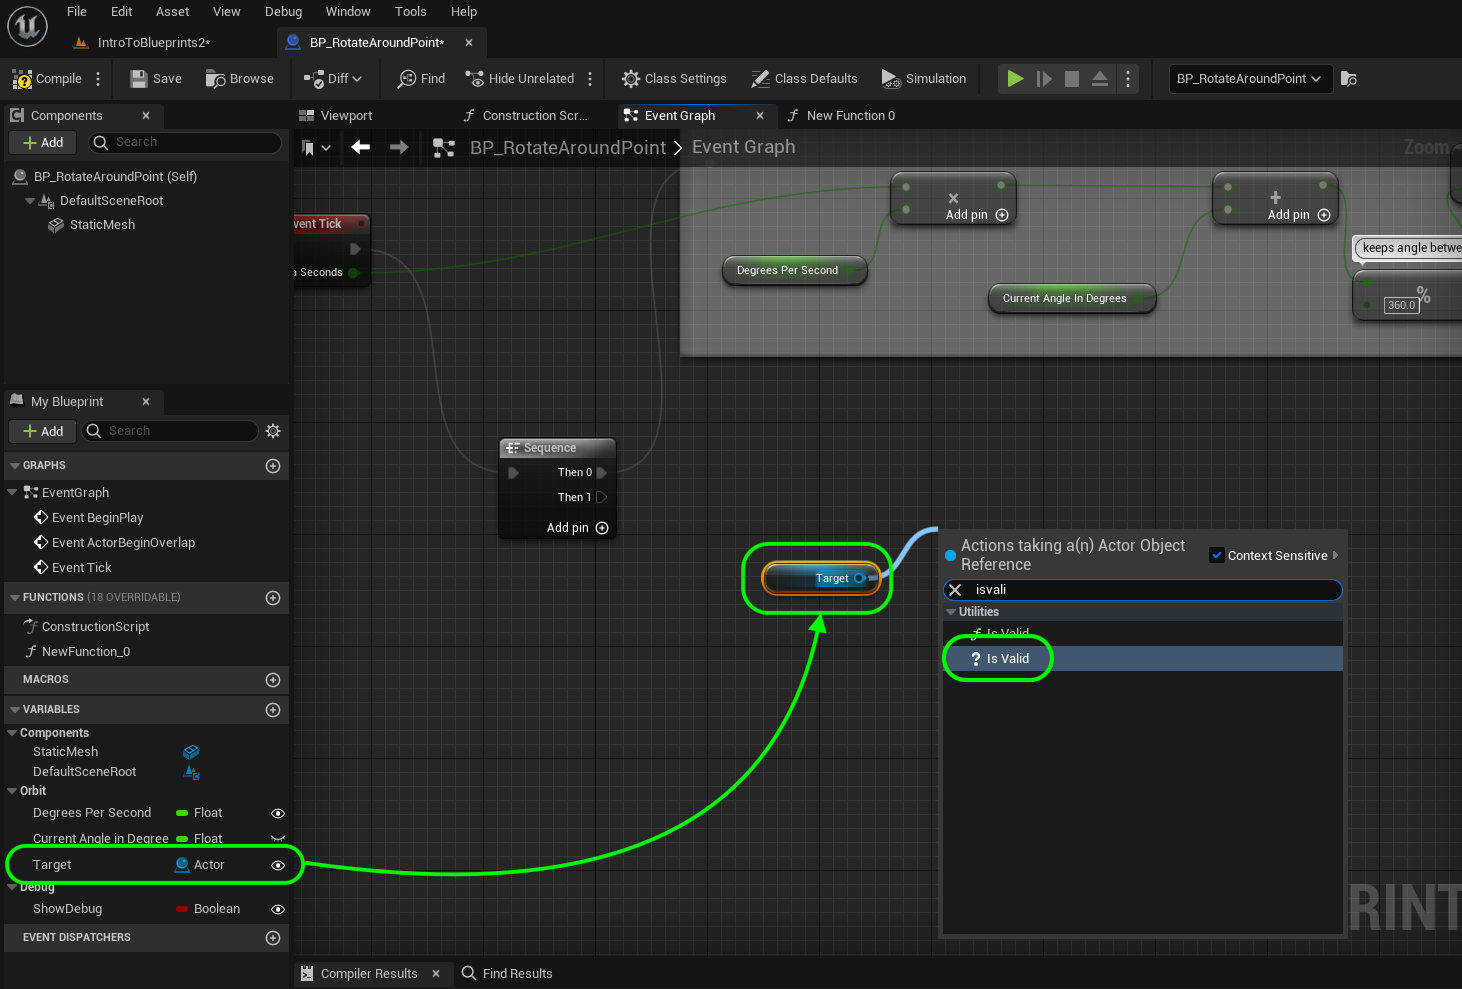 File Edit Asset View Debug Window Tools Help
IntroToBlueprints2*
BP_RotateAroundPoint*
Compile
Save
Browse
Diff
Find
Hide Unrelated
Class Settings
Class Defaults
Simulation
BP_RotateAroundPoint
Components
Add
Search
BP_RotateAroundPoint (Self)
DefaultSceneRoot
StaticMesh
Viewport
Construction Scr...
Event Graph
New Function 0
BP_RotateAroundPoint > Event Graph
Zoom
vent Tick
a Seconds
×
Add pin
+
Add pin
Degrees Per Second
Current Angle In Degrees
keeps angle betwe
%
360.0
Sequence
Then 0
Then 1
Add pin
Target
Actions taking a(n) Actor Object
Reference
Context Sensitive
isvali
Utilities
Is Valid
? Is Valid
RINT
My Blueprint
Add
Search
GRAPHS
EventGraph
Event BeginPlay
Event ActorBeginOverlap
Event Tick
FUNCTIONS (18 OVERRIDABLE)
ConstructionScript
NewFunction_0
MACROS
VARIABLES
Components
StaticMesh
DefaultSceneRoot
Orbit
Degrees Per Second Float
Current Angle in Degree Float
Target Actor
Debug
ShowDebug Boolean
EVENT DISPATCHERS
Compiler Results
Find Results